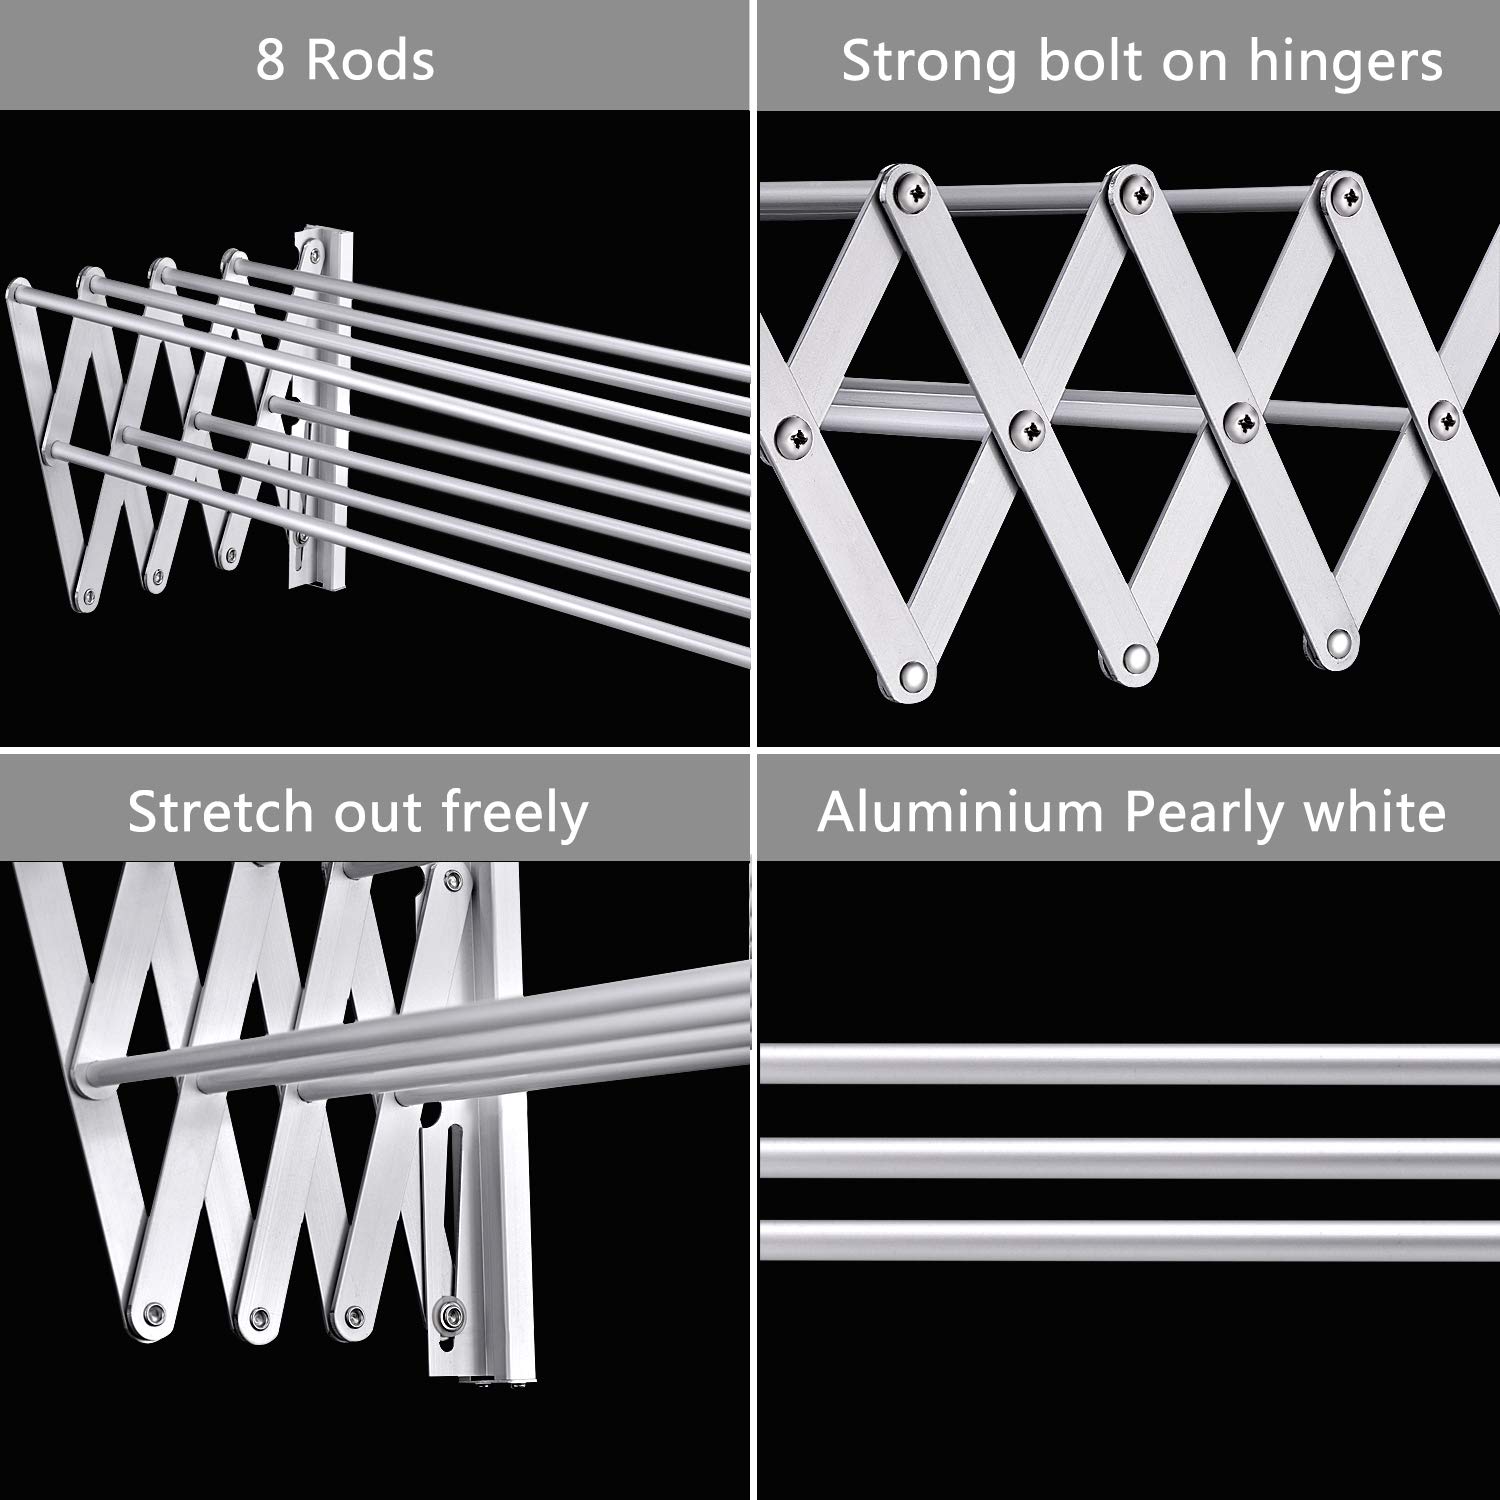 8 Rods
Strong bolt on hingers
Stretch out freely
Aluminium Pearly white